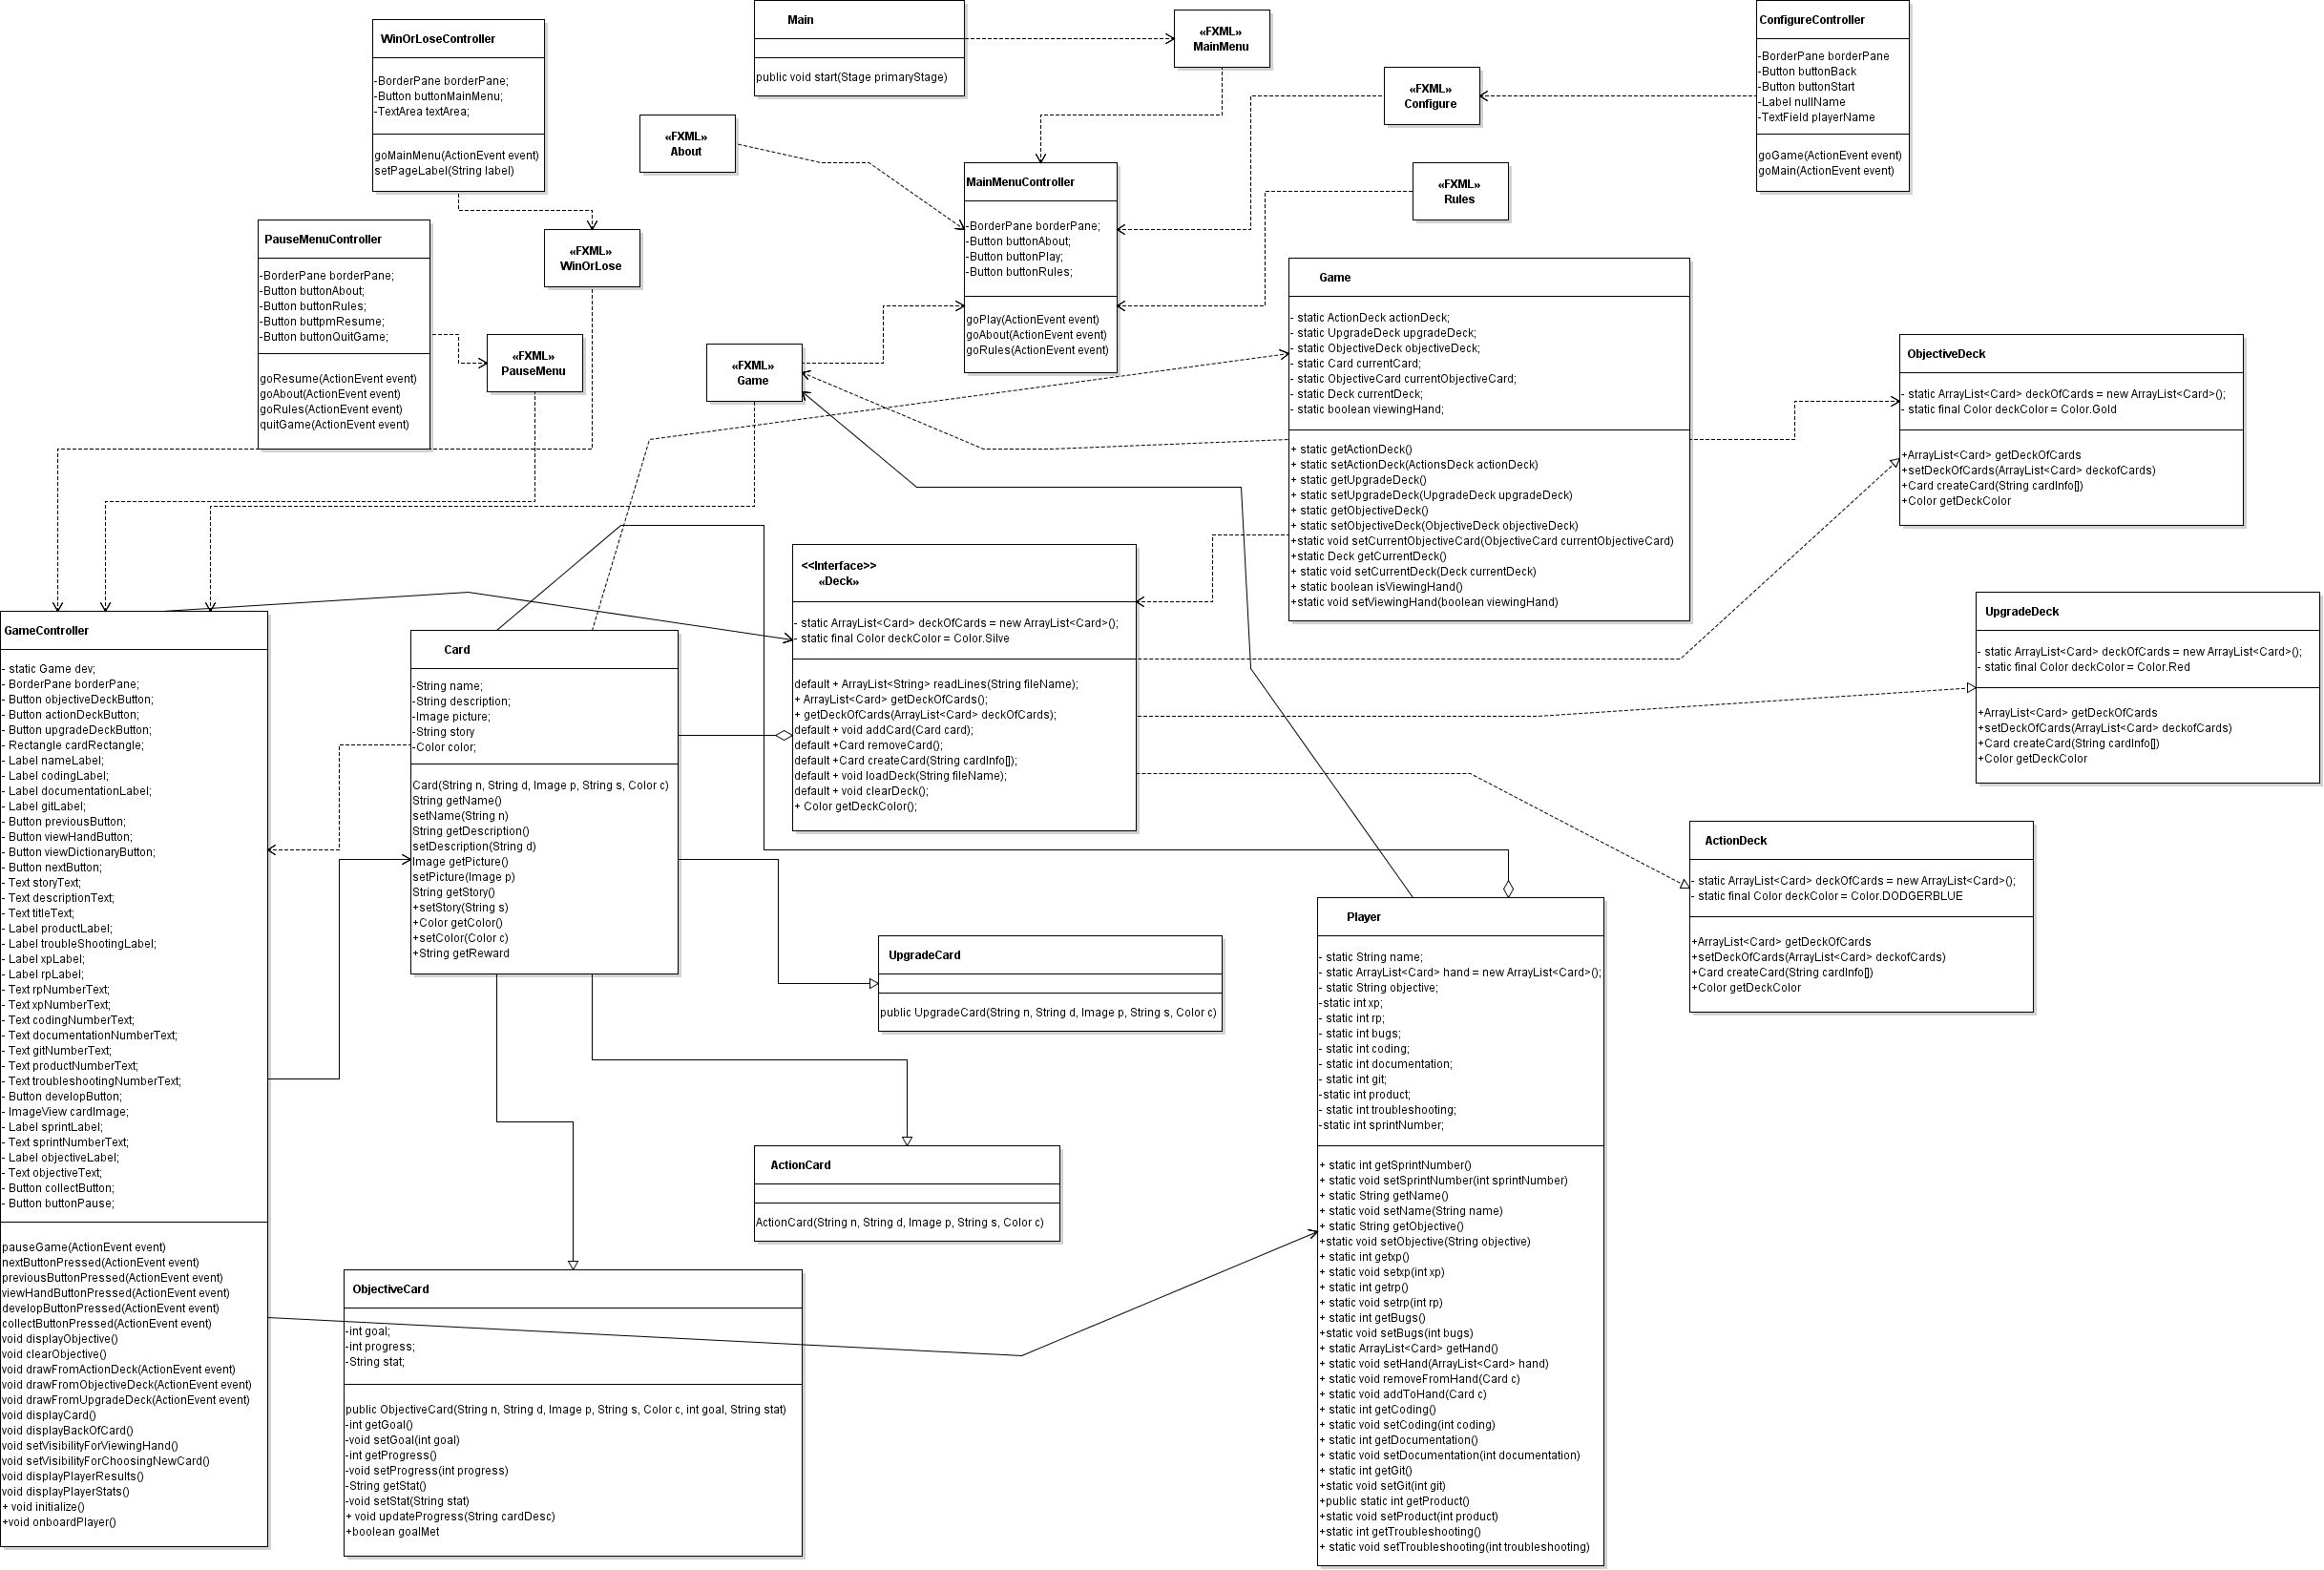 Main
public void start(Stage primaryStage)
«FXML»
MainMenu
ConfigureController
-BorderPane borderPane
-Button buttonBack
-Button buttonStart
-Label nullName
-TextField playerName
goGame(ActionEvent event)
goMain(ActionEvent event)
WinOrLoseController
-BorderPane borderPane;
-Button buttonMainMenu;
-TextArea textArea;
goMainMenu(ActionEvent event)
setPageLabel(String label)
«FXML»
Configure
«FXML»
About
MainMenuController
-BorderPane borderPane;
-Button buttonAbout;
-Button buttonPlay;
-Button buttonRules;
goPlay(ActionEvent event)
goAbout(ActionEvent event)
goRules(ActionEvent event)
«FXML»
Rules
PauseMenuController
-BorderPane borderPane;
-Button buttonAbout;
-Button buttonRules;
-Button buttpmResume;
-Button buttonQuitGame;
goResume(ActionEvent event)
goAbout(ActionEvent event)
goRules(ActionEvent event)
quitGame(ActionEvent event)
«FXML»
WinOrLose
«FXML»
PauseMenu
«FXML»
Game
Game
- static ActionDeck actionDeck;
- static UpgradeDeck upgradeDeck;
- static ObjectiveDeck objectiveDeck;
- static Card currentCard;
- static ObjectiveCard currentObjectiveCard;
- static Deck currentDeck;
- static boolean viewingHand;
+ static getActionDeck()
+ static setActionDeck(ActionsDeck actionDeck)
+ static getUpgradeDeck()
+ static setUpgradeDeck(UpgradeDeck upgradeDeck)
+ static getObjectiveDeck()
+ static setObjectiveDeck(ObjectiveDeck objectiveDeck)
+static void setCurrentObjectiveCard(ObjectiveCard currentObjectiveCard)
+static Deck getCurrentDeck()
+ static void setCurrentDeck(Deck currentDeck)
+ static boolean isViewingHand()
+static void setViewingHand(boolean viewingHand)
ObjectiveDeck
- static ArrayList<Card> deckOfCards = new ArrayList<Card>();
- static final Color deckColor = Color.Gold
+ArrayList<Card> getDeckOfCards
+setDeckOfCards(ArrayList<Card> deckofCards)
+Card createCard(String cardInfo[])
+Color getDeckColor
<<Interface>>
«Deck»
- static ArrayList<Card> deckOfCards = new ArrayList<Card>();
- static final Color deckColor = Color.Silve
default + ArrayList<String> readLines(String fileName);
+ ArrayList<Card> getDeckOfCards();
+ getDeckOfCards(ArrayList<Card> deckOfCards);
default + void addCard(Card card);
default +Card removeCard();
default +Card createCard(String cardInfo[]);
default + void loadDeck(String fileName);
default + void clearDeck();
+ Color getDeckColor();
UpgradeDeck
- static ArrayList<Card> deckOfCards = new ArrayList<Card>();
- static final Color deckColor = Color.Red
+ArrayList<Card> getDeckOfCards
+setDeckOfCards(ArrayList<Card> deckofCards)
+Card createCard(String cardInfo[])
+Color getDeckColor
GameController
- static Game dev;
- BorderPane borderPane;
- Button objectiveDeckButton;
- Button actionDeckButton;
- Button upgradeDeckButton;
- Rectangle cardRectangle;
- Label nameLabel;
- Label codingLabel;
- Label documentationLabel;
- Label gitLabel;
- Button previousButton;
- Button viewHandButton;
- Button viewDictionaryButton;
- Button nextButton;
- Text storyText;
- Text descriptionText;
- Text titleText;
- Label productLabel;
- Label troubleShootingLabel;
- Label xpLabel;
- Label rpLabel;
- Text rpNumberText;
- Text xpNumberText;
- Text codingNumberText;
- Text documentationNumberText;
- Text gitNumberText;
- Text productNumberText;
- Text troubleshootingNumberText;
- Button developButton;
- ImageView cardImage;
- Label sprintLabel;
- Text sprintNumberText;
- Label objectiveLabel;
- Text objectiveText;
- Button collectButton;
- Button buttonPause;
pauseGame(ActionEvent event)
nextButtonPressed(ActionEvent event)
previousButtonPressed(ActionEvent event)
viewHandButtonPressed(ActionEvent event)
developButtonPressed(ActionEvent event)
collectButtonPressed(ActionEvent event)
void displayObjective()
void clearObjective()
void drawFromActionDeck(ActionEvent event)
void drawFromObjectiveDeck(ActionEvent event)
void drawFromUpgradeDeck(ActionEvent event)
void displayCard()
void displayBackOfCard()
void setVisibilityForViewingHand()
void setVisibilityForChoosingNewCard()
void displayPlayerResults()
void displayPlayerStats()
+ void initialize()
+void onboardPlayer()
Card
-String name;
-String description;
-Image picture;
-String story
-Color color;
Card(String n, String d, Image p, String s, Color c)
String getName()
setName(String n)
String getDescription()
setDescription(String d)
Image getPicture()
setPicture(Image p)
String getStory()
+setStory(String s)
+Color getColor()
+setColor(Color c)
+String getReward
ActionDeck
- static ArrayList<Card> deckOfCards = new ArrayList<Card>();
- static final Color deckColor = Color.DODGERBLUE
+ArrayList<Card> getDeckOfCards
+setDeckOfCards(ArrayList<Card> deckofCards)
+Card createCard(String cardInfo[])
+Color getDeckColor
UpgradeCard
public UpgradeCard(String n, String d, Image p, String s, Color c)
Player
- static String name;
- static ArrayList<Card> hand = new ArrayList<Card>();
- static String objective;
-static int xp;
- static int rp;
- static int bugs;
- static int coding;
- static int documentation;
- static int git;
-static int product;
- static int troubleshooting;
-static int sprintNumber;
+ static int getSprintNumber()
+ static void setSprintNumber(int sprintNumber)
+ static String getName()
+ static void setName(String name)
+ static String getObjective()
+static void setObjective(String objective)
+ static int getxp()
+ static void setxp(int xp)
+ static int getrp()
+ static void setrp(int rp)
+ static int getBugs()
+static void setBugs(int bugs)
+ static ArrayList<Card> getHand()
+ static void setHand(ArrayList<Card> hand)
+ static void removeFromHand(Card c)
+ static void addToHand(Card c)
+ static int getCoding()
+ static void setCoding(int coding)
+ static int getDocumentation()
+ static void setDocumentation(int documentation)
+ static int getGit()
+static void setGit(int git)
+public static int getProduct()
+static void setProduct(int product)
+static int getTroubleshooting()
+ static void setTroubleshooting(int troubleshooting)
ActionCard
ActionCard(String n, String d, Image p, String s, Color c)
ObjectiveCard
-int goal;
-int progress;
-String stat;
public ObjectiveCard(String n, String d, Image p, String s, Color c, int goal, String stat)
-int getGoal()
-void setGoal(int goal)
-int getProgress()
-void setProgress(int progress)
-String getStat()
-void setStat(String stat)
+ void updateProgress(String cardDesc)
+boolean goalMet